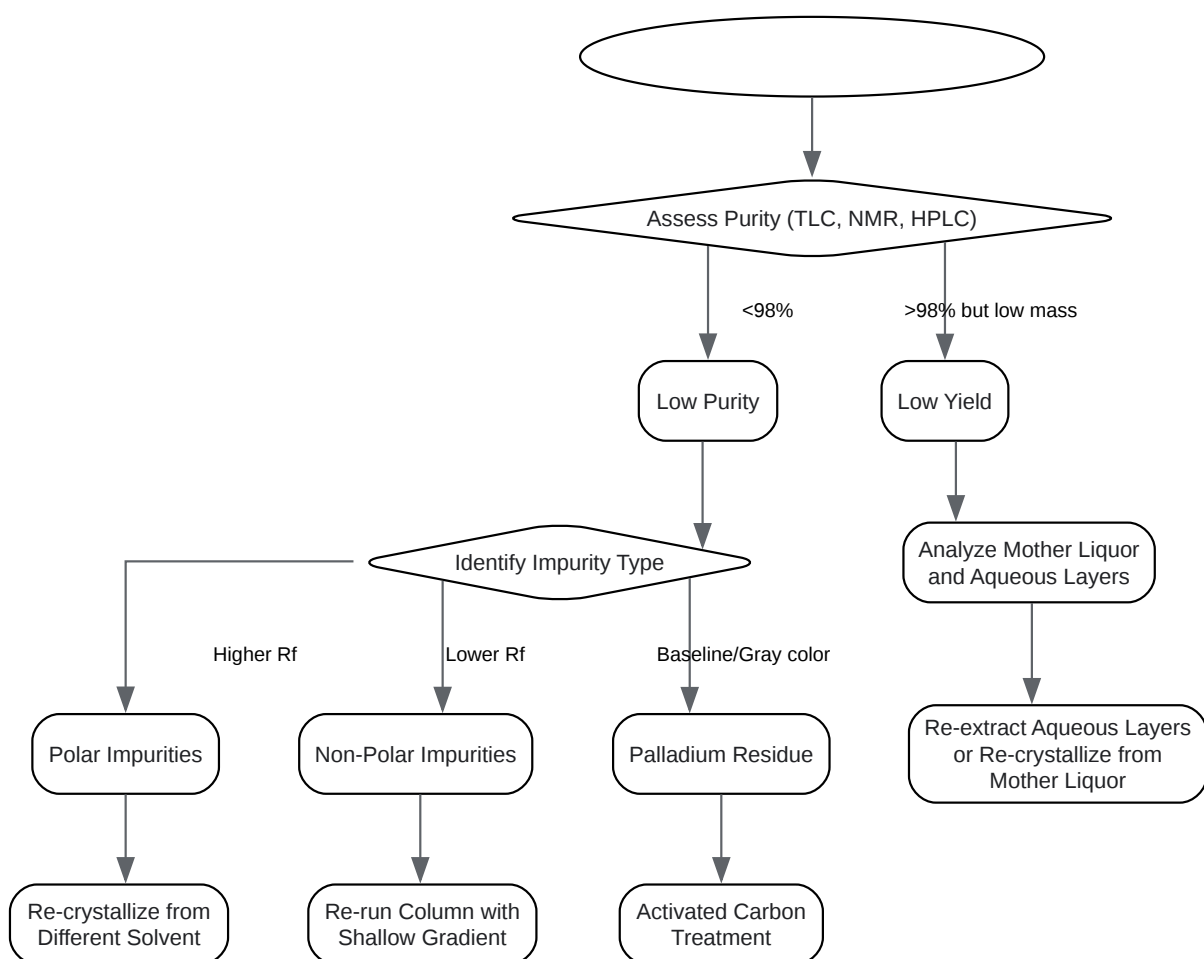 Assess Purity (TLC, NMR, HPLC)
<98%
>98% but low mass
Low Purity
Low Yield
Identify Impurity Type
Analyze Mother Liquor
and Aqueous Layers
Higher Rf
Lower Rf
Baseline/Gray color
Polar Impurities
Non-Polar Impurities
Palladium Residue
Re-extract Aqueous Layers
or Re-crystallize from
Mother Liquor
Re-crystallize from
Different Solvent
Re-run Column with
Shallow Gradient
Activated Carbon
Treatment